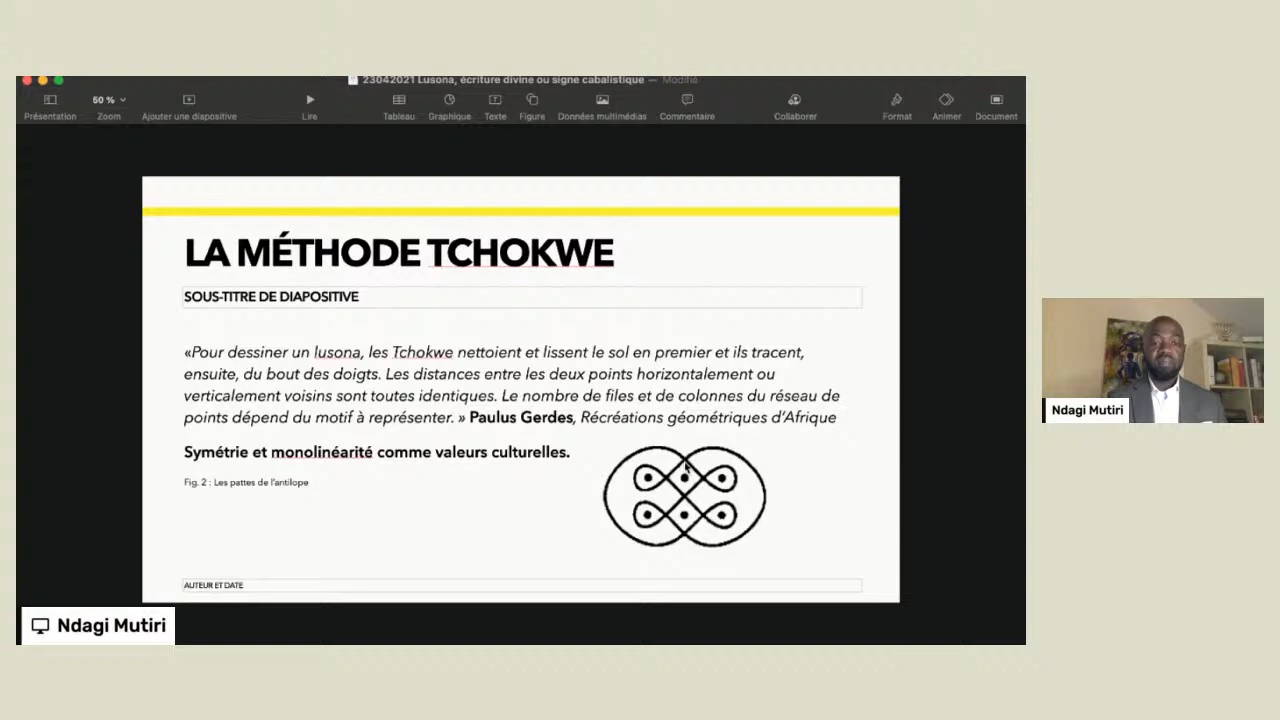 23042021 Lusona, écriture divine ou signe cabalistique — Modifié
50 %
Présentation Zoom Ajouter une diapositive Lire Tableau Graphique Texte Figure Données multimédias Commentaire Collaborer Format Animer Document
LA MÉTHODE TCHOKWE
SOUS-TITRE DE DIAPOSITIVE
«Pour dessiner un lusona, les Tchokwe nettoient et lissent le sol en premier et ils tracent,
ensuite, du bout des doigts. Les distances entre les deux points horizontalement ou
verticalement voisins sont toutes identiques. Le nombre de files et de colonnes du réseau de
points dépend du motif à représenter. » Paulus Gerdes, Récréations géométriques d'Afrique
Symétrie et monolinéarité comme valeurs culturelles.
Fig. 2 : Les pattes de l'antilope
AUTEUR ET DATE
Ndagi Mutiri
Ndagi Mutiri